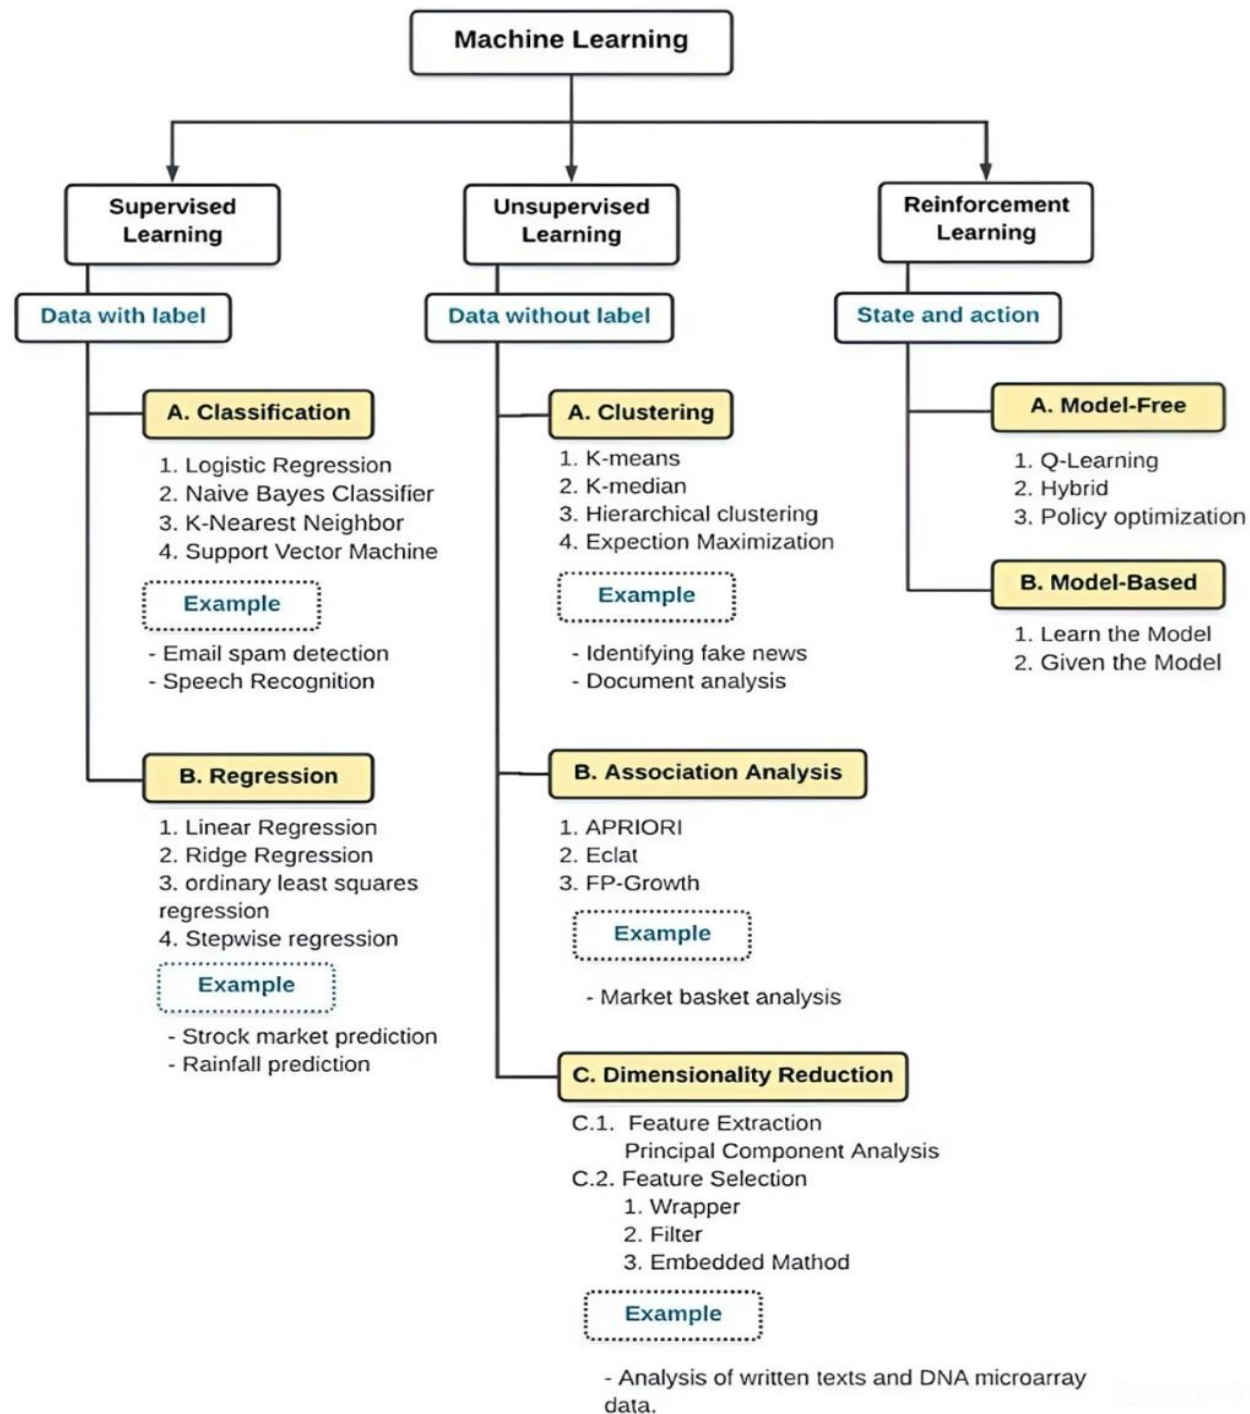 Machine Learning
Supervised
Learning
Data with label
A. Classification
1. Logistic Regression
2. Naive Bayes Classifier
3. K-Nearest Neighbor
4. Support Vector Machine
Example
- Email spam detection
- Speech Recognition
B. Regression
1. Linear Regression
2. Ridge Regression
3. ordinary least squares
regression
4. Stepwise regression
Example
- Strock market prediction
- Rainfall prediction
Unsupervised
Learning
Data without label
A. Clustering
1. K-means
2. K-median
3. Hierarchical clustering
4. Expection Maximization
Example
- Identifying fake news
- Document analysis
B. Association Analysis
1. APRIORI
2. Eclat
3. FP-Growth
Example
- Market basket analysis
C. Dimensionality Reduction
C.1. Feature Extraction
Principal Component Analysis
C.2. Feature Selection
1. Wrapper
2. Filter
3. Embedded Mathod
Example
- Analysis of written texts and DNA microarray
data.
Reinforcement
Learning
State and action
A. Model-Free
1. Q-Learning
2. Hybrid
3. Policy optimization
B. Model-Based
1. Learn the Model
2. Given the Model